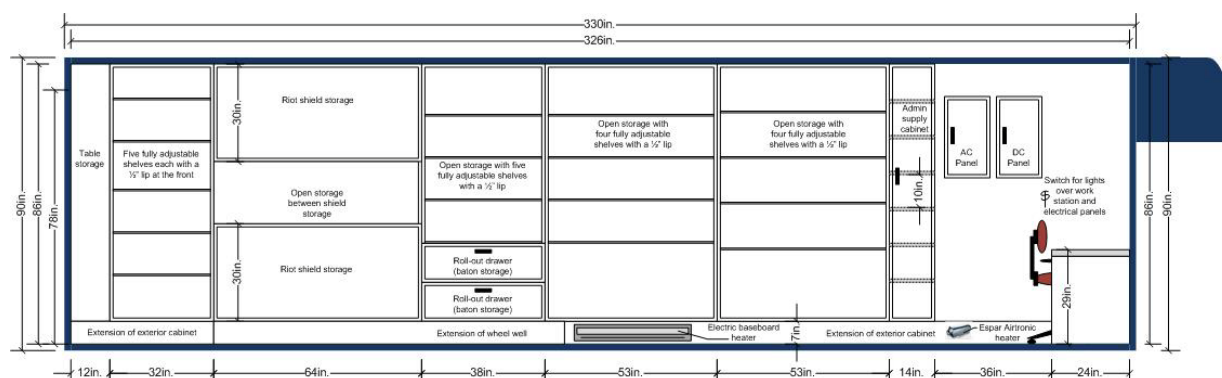 330in.
326in.
90in.
86in.
78in.
Table
storage
Five fully adjustable
shelves each with a
½” lip at the front
30in.
Riot shield storage
Open storage
between shield
storage
30in.
Riot shield storage
Open storage with five
fully adjustable shelves
with a ½” lip
Roll-out drawer
(baton storage)
Roll-out drawer
(baton storage)
Open storage with
four fully adjustable
shelves with a ½” lip
Open storage with
four fully adjustable
shelves with a ½” lip
Admin
supply
cabinet
10in.
AC
Panel
DC
Panel
Switch for lights
over work
station and
electrical panels
$
29in.
86in.
90in.
Extension of exterior cabinet
Extension of wheel well
Electric baseboard
heater
7in.
Extension of exterior cabinet
Espar Airtronic
heater
12in.
32in.
64in.
38in.
53in.
53in.
14in.
36in.
24in.